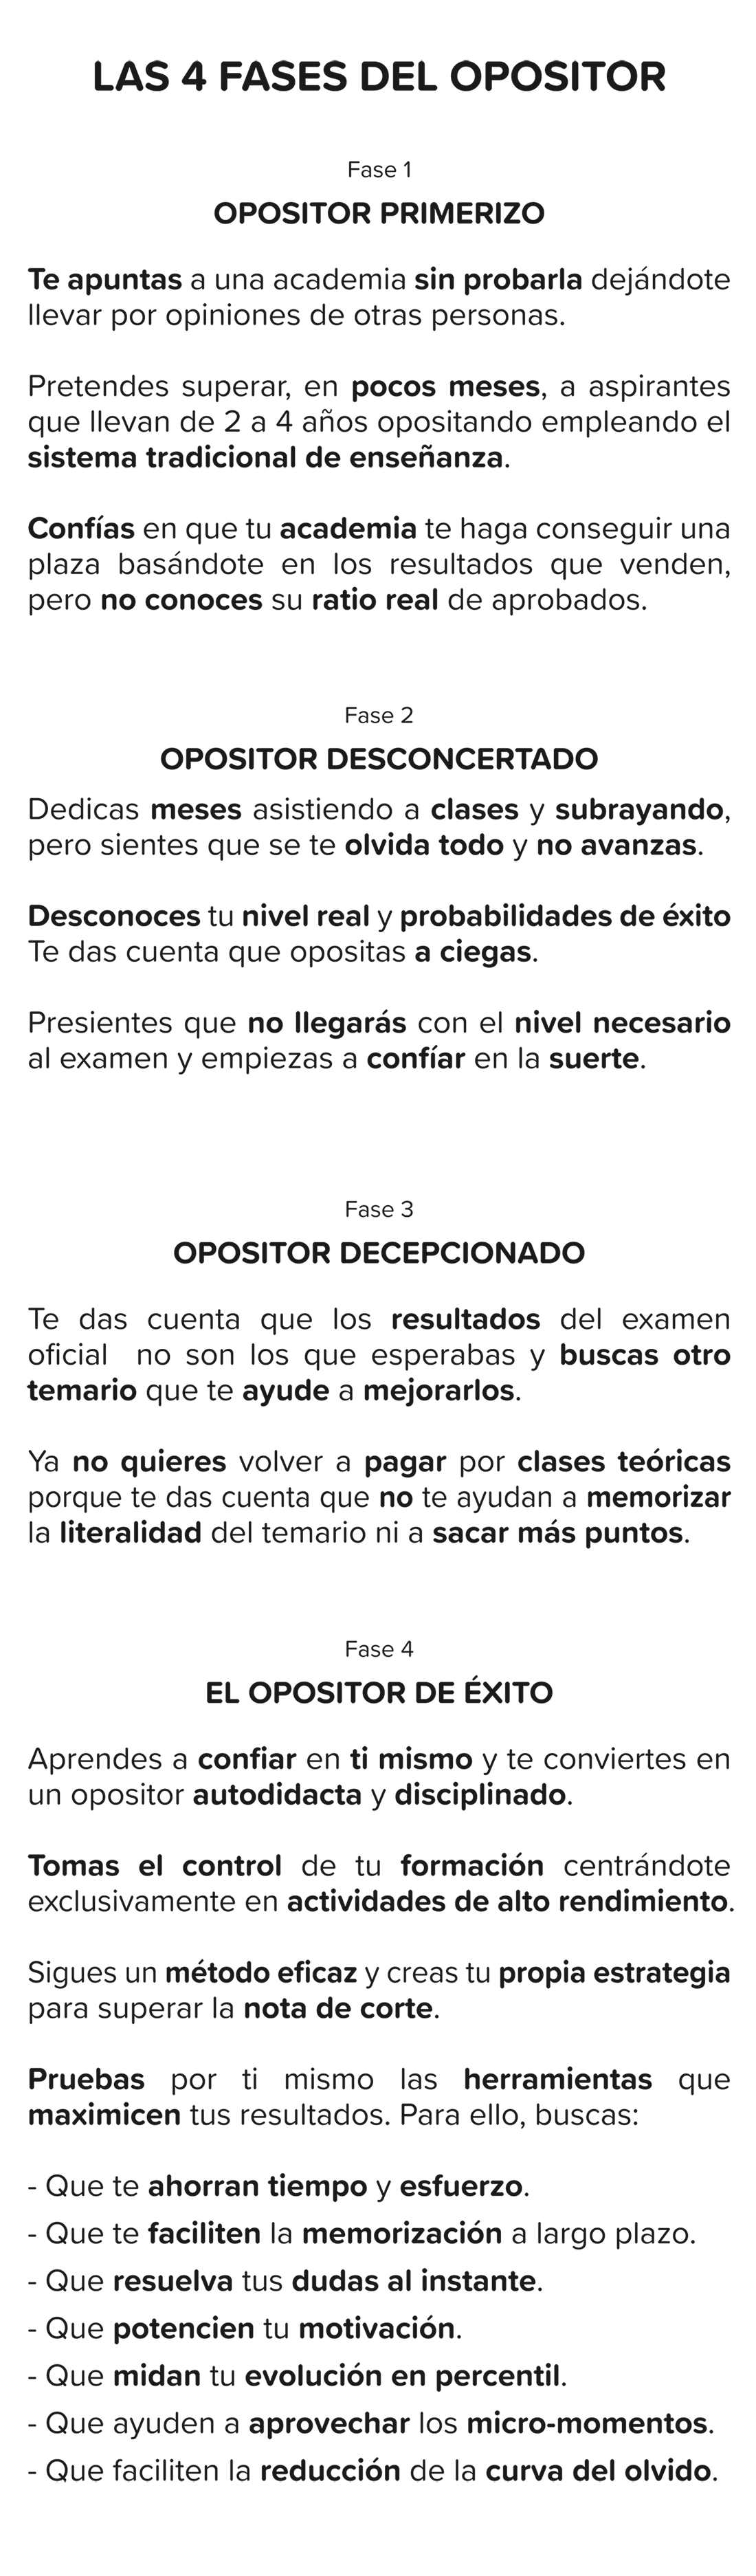 LAS 4 FASES DEL OPOSITOR
Fase 1
OPOSITOR PRIMERIZO
Te apuntas a una academia sin probarla dejándote
llevar por opiniones de otras personas.
Pretendes superar, en pocos meses, a aspirantes
que llevan de 2 a 4 años opositando empleando el
sistema tradicional de enseñanza.
Confías en que tu academia te haga conseguir una
plaza basándote en los resultados que venden,
pero no conoces su ratio real de aprobados.
Fase 2
OPOSITOR DESCONCERTADO
Dedicas meses asistiendo a clases y subrayando,
pero sientes que se te olvida todo y no avanzas.
Desconoces tu nivel real y probabilidades de éxito
Te das cuenta que opositas a ciegas.
Presientes que no llegarás con el nivel necesario
al examen y empiezas a confíar en la suerte.
Fase 3
OPOSITOR DECEPCIONADO
Te das cuenta que los resultados del examen
oficial no son los que esperabas y buscas otro
temario que te ayude a mejorarlos.
Ya no quieres volver a pagar por clases teóricas
porque te das cuenta que no te ayudan a memorizar
la literalidad del temario ni a sacar más puntos.
Fase 4
EL OPOSITOR DE ÉXITO
Aprendes a confiar en ti mismo y te conviertes en
un opositor autodidacta y disciplinado.
Tomas el control de tu formación centrándote
exclusivamente en actividades de alto rendimiento.
Sigues un método eficaz y creas tu propia estrategia
para superar la nota de corte.
Pruebas por ti mismo las herramientas que
maximicen tus resultados. Para ello, buscas:
- Que te ahorran tiempo y esfuerzo.
- Que te faciliten la memorización a largo plazo.
- Que resuelva tus dudas al instante.
- Que potencien tu motivación.
- Que midan tu evolución en percentil.
- Que ayuden a aprovechar los micro-momentos.
- Que faciliten la reducción de la curva del olvido.